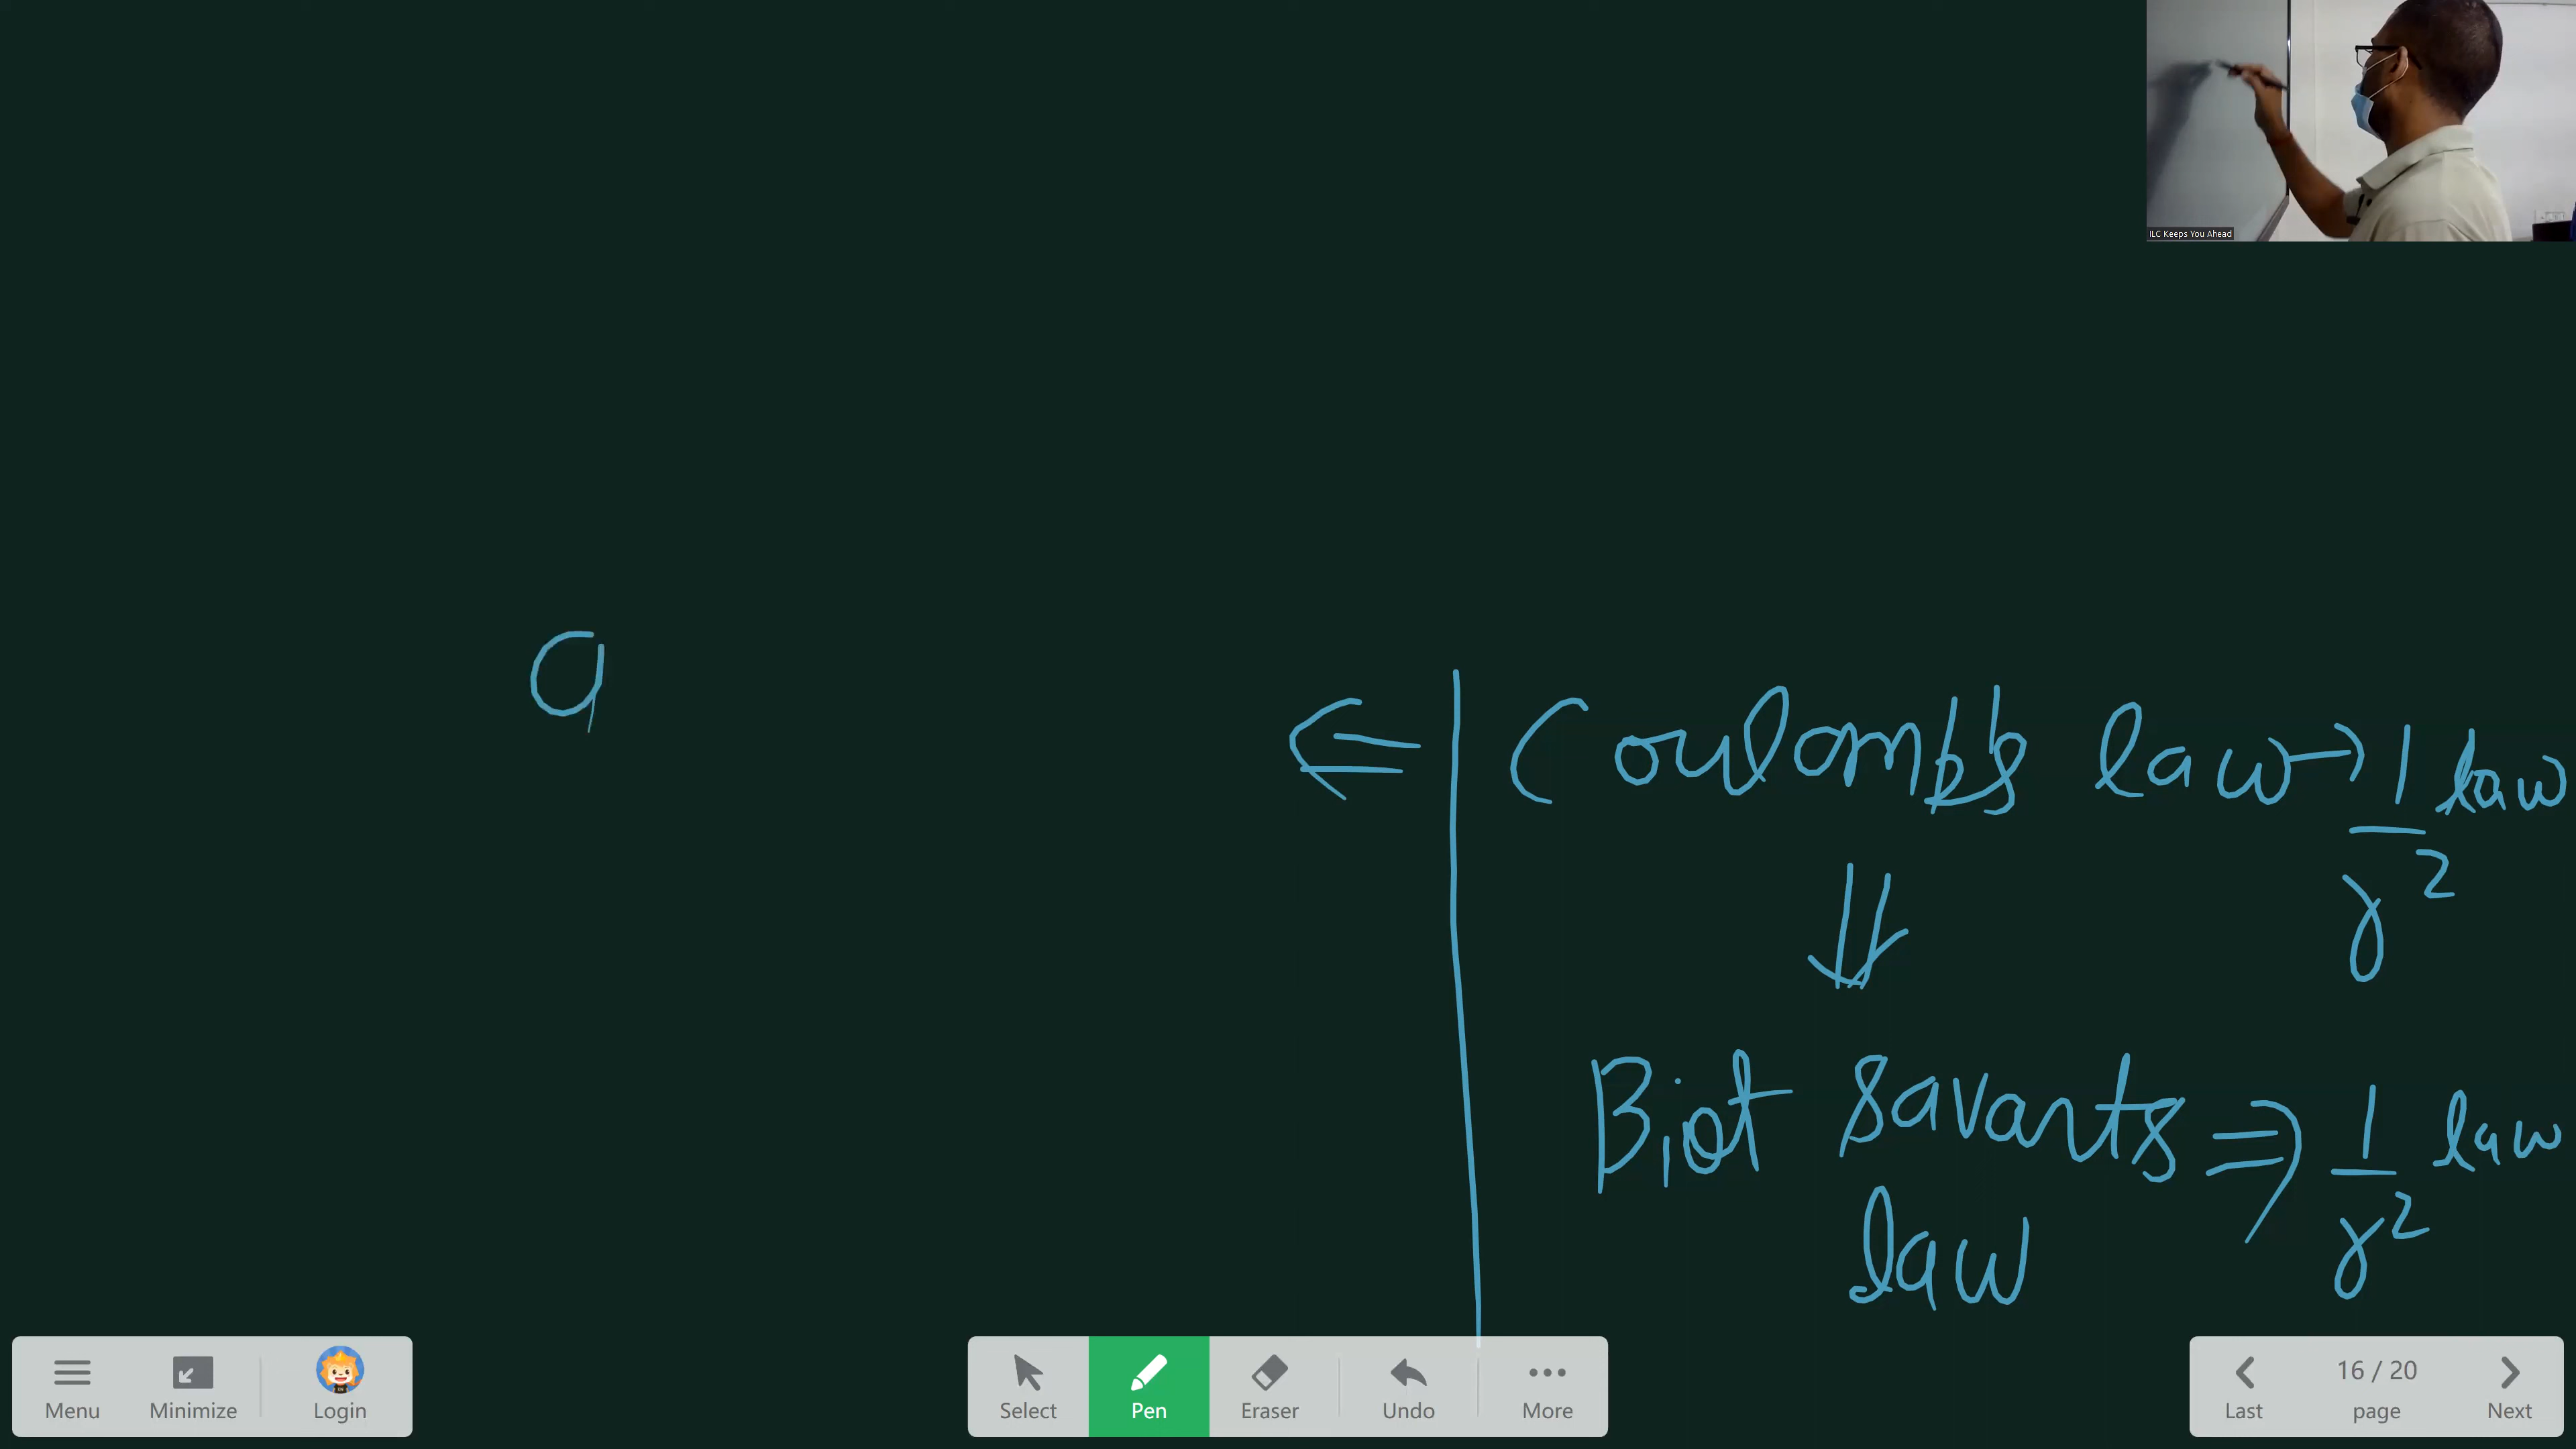 ILC Keeps You Ahead
a
⇐ Coulomb's law → 1/r² law
⇓
Biot Savarts ⇒ 1/r² law
law
Menu Minimize Login Select Pen Eraser Undo More Last 16 / 20 page Next